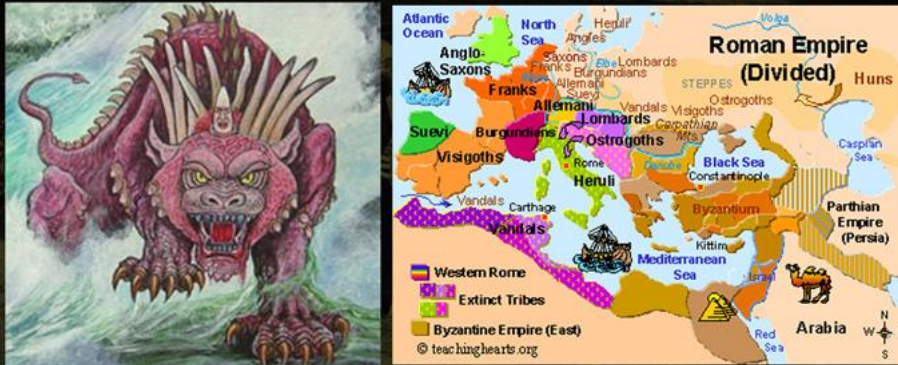 Atlantic
Ocean
North
Sea
Heruli
Angles
Volga
Roman Empire
(Divided)
Anglo-
Saxons
Saxons
Franks
Elbe
Lombards
Burgundians
Allemani
Suevi
STEPPES
Huns
Franks
Ostrogoths
Vandals
Visigoths
Allemani
Lombards
Carpathian
Mts.
Suevi
Burgundians
Ostrogoths
Caspian
Sea
Visigoths
Rome
Danube
Black Sea
Constantinople
Heruli
Vandals
Carthage
Byzantium
Parthian
Empire
(Persia)
Vandals
Kittim
Mediterranean
Sea
Israel
Western Rome
Extinct Tribes
Byzantine Empire (East)
© teachinghearts.org
Arabia
Red
Sea
N
W
S